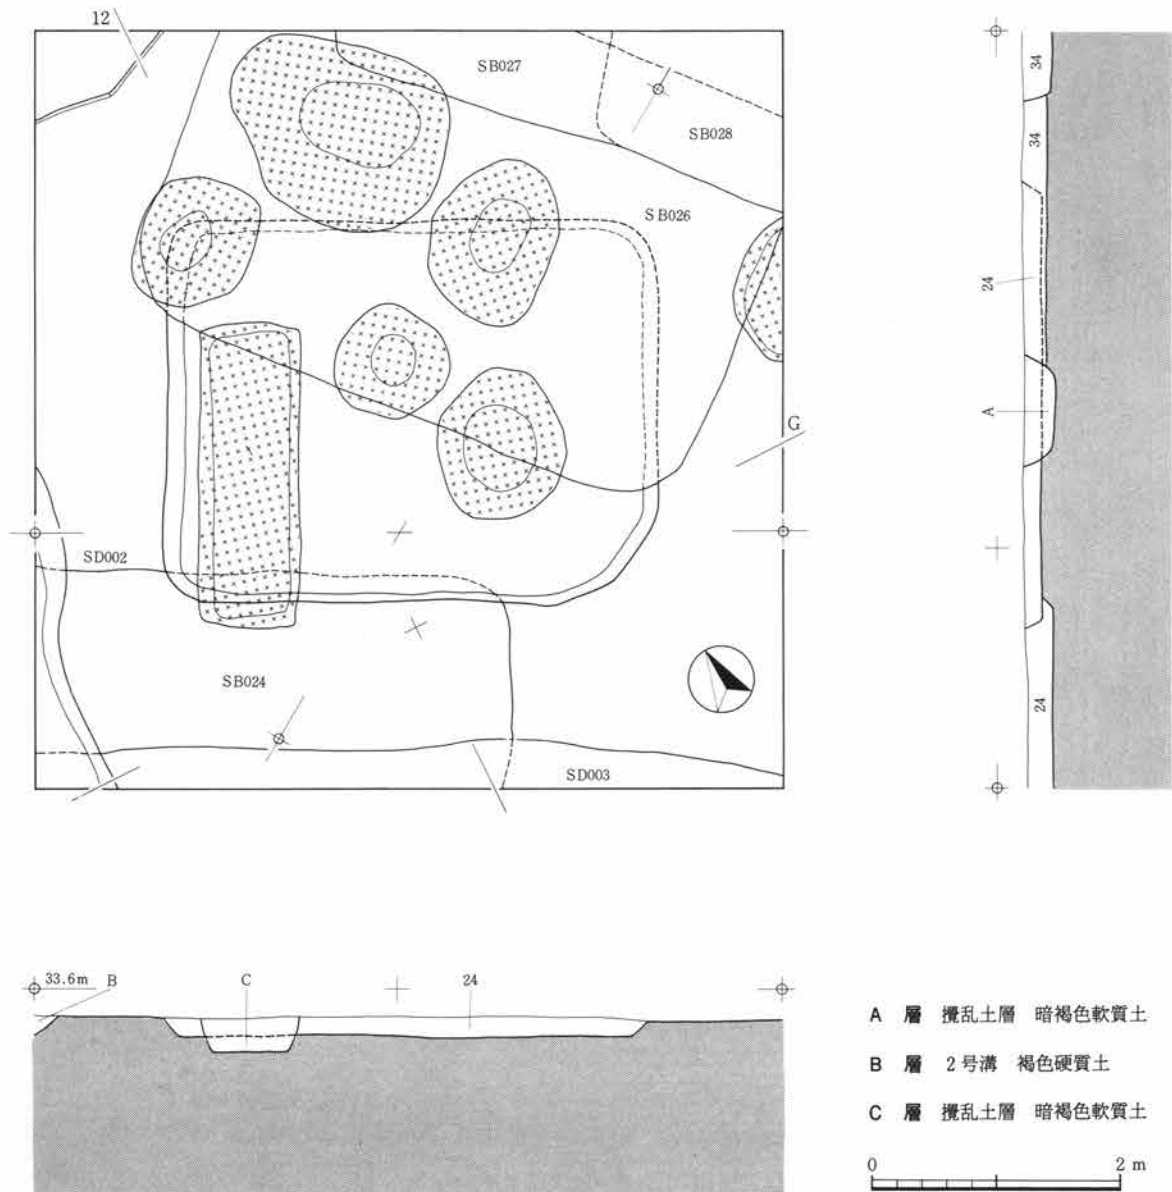 12
SB027
SB028
SB026
G
SD002
SB024
SD003
34
34
24
A
24
33.6m
B
C
24
A 層 攪乱土層 暗褐色軟質土
B 層 2号溝 褐色硬質土
C 層 攪乱土層 暗褐色軟質土
0 2 m